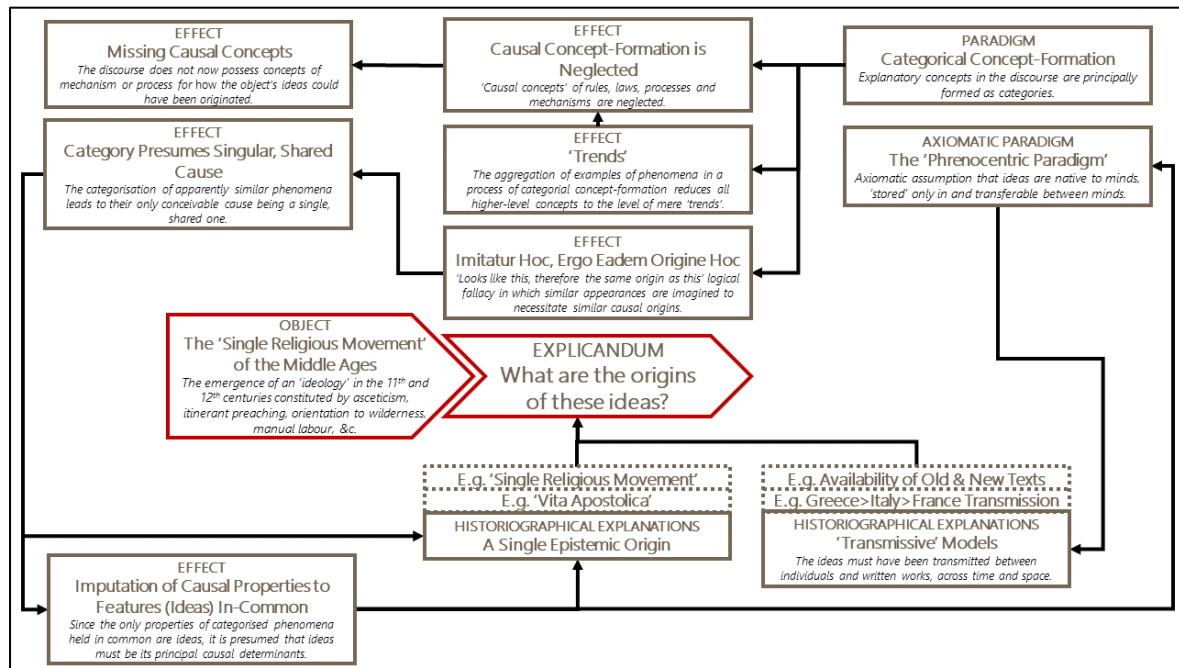 EFFECT
Missing Causal Concepts
The discourse does not now possess concepts of
mechanism or process for how the object's ideas could
have been originated.
EFFECT
Causal Concept-Formation is
Neglected
'Causal concepts' of rules, laws, processes and
mechanisms are neglected.
PARADIGM
Categorical Concept-Formation
Explanatory concepts in the discourse are principally
formed as categories.
EFFECT
Category Presumes Singular, Shared
Cause
The categorisation of apparently similar phenomena
leads to their only conceivable cause being a single,
shared one.
EFFECT
'Trends'
The aggregation of examples of phenomena in a
process of categorial concept-formation reduces all
higher-level concepts to the level of mere 'trends'.
AXIOMATIC PARADIGM
The 'Phrenocentric Paradigm'
Axiomatic assumption that ideas are native to minds,
'stored' only in and transferable between minds.
EFFECT
Imitatur Hoc, Ergo Eadem Origine Hoc
'Looks like this, therefore the same origin as this' logical
fallacy in which similar appearances are imagined to
necessitate similar causal origins.
OBJECT
The 'Single Religious Movement'
of the Middle Ages
The emergence of an 'ideology' in the 11th and
12th centuries constituted by asceticism,
itinerant preaching, orientation to wilderness,
manual labour, &c.
EXPLICANDUM
What are the origins
of these ideas?
E.g. 'Single Religious Movement'
E.g. 'Vita Apostolica'
HISTORIOGRAPHICAL EXPLANATIONS
A Single Epistemic Origin
E.g. Availability of Old & New Texts
E.g. Greece>Italy>France Transmission
HISTORIOGRAPHICAL EXPLANATIONS
'Transmissive' Models
The ideas must have been transmitted between
individuals and written works, across time and space.
EFFECT
Imputation of Causal Properties to
Features (Ideas) In-Common
Since the only properties of categorised phenomena
held in common are ideas, it is presumed that ideas
must be its principal causal determinants.